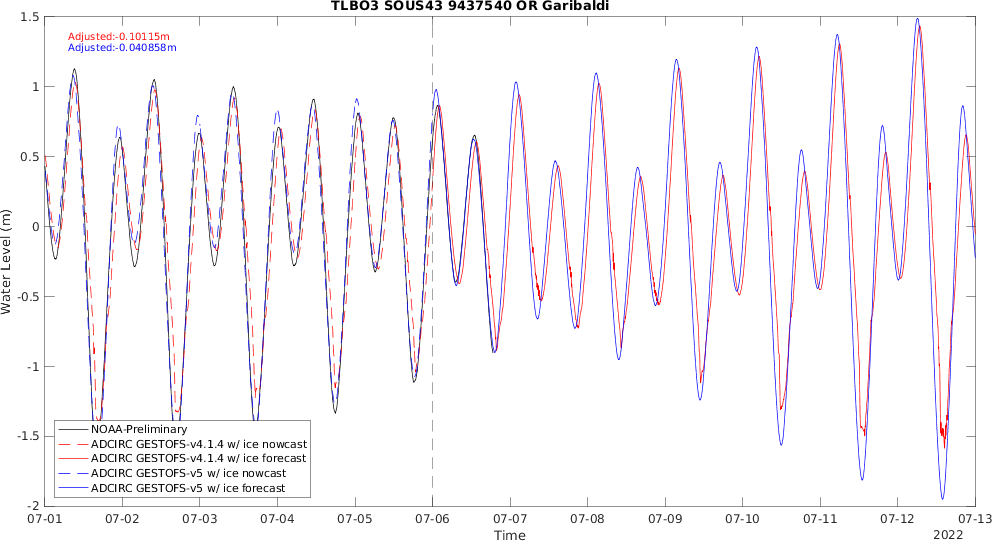 TLBO3 SOUS43 9437540 OR Garibaldi
Adjusted:-0.10115m
Adjusted:-0.040858m
1.5
1
0.5
0
-0.5
-1
-1.5
-2
Water Level (m)
NOAA-Preliminary
ADCIRC GESTOFS-v4.1.4 w/ ice nowcast
ADCIRC GESTOFS-v4.1.4 w/ ice forecast
ADCIRC GESTOFS-v5 w/ ice nowcast
ADCIRC GESTOFS-v5 w/ ice forecast
07-01 07-02 07-03 07-04 07-05 07-06 07-07 07-08 07-09 07-10 07-11 07-12 07-13
Time
2022